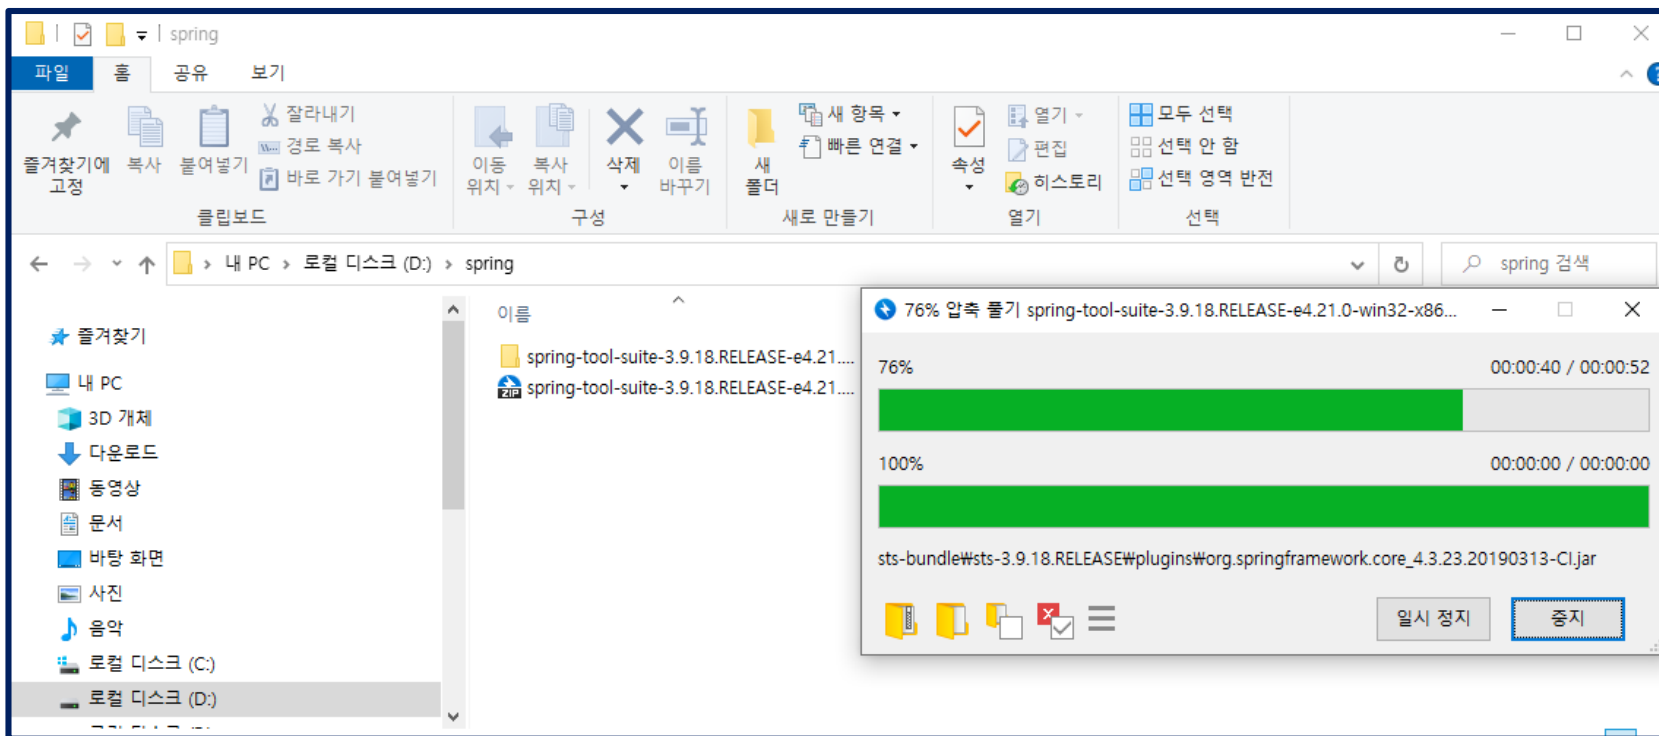 spring
파일 홈 공유 보기
즐겨찾기에 고정
복사
붙여넣기
잘라내기
경로 복사
바로 가기 붙여넣기
클립보드
이동 위치
복사 위치
삭제
이름 바꾸기
구성
새 폴더
새 항목
빠른 연결
새로 만들기
속성
열기
편집
히스토리
열기
모두 선택
선택 안 함
선택 영역 반전
선택
내 PC > 로컬 디스크 (D:) > spring
spring 검색
즐겨찾기
내 PC
3D 개체
다운로드
동영상
문서
바탕 화면
사진
음악
로컬 디스크 (C:)
로컬 디스크 (D:)
이름
spring-tool-suite-3.9.18.RELEASE-e4.21....
ZIP
spring-tool-suite-3.9.18.RELEASE-e4.21....
76% 압축 풀기 spring-tool-suite-3.9.18.RELEASE-e4.21.0-win32-x86...
76% 00:00:40 / 00:00:52
100% 00:00:00 / 00:00:00
sts-bundle₩sts-3.9.18.RELEASE₩plugins₩org.springframework.core_4.3.23.20190313-CI.jar
일시 정지
중지